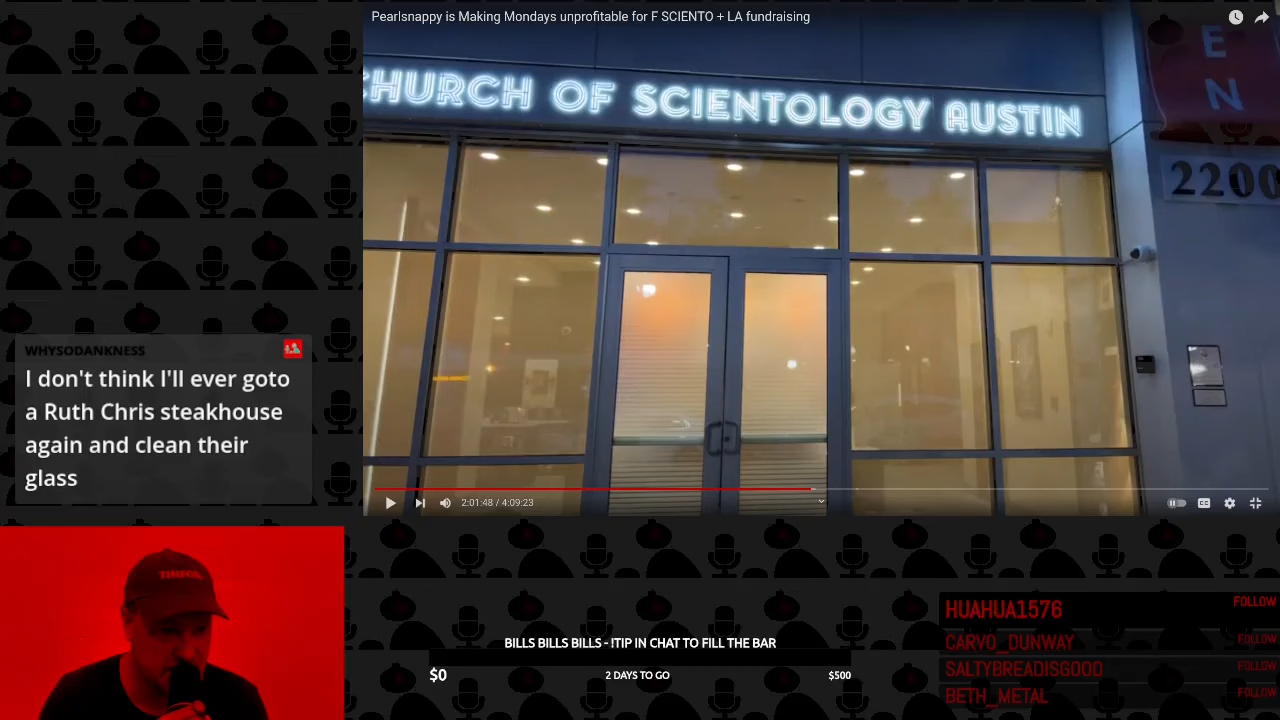 Pearlsnappy is Making Mondays unprofitable for F SCIENTO + LA fundraising
CHURCH OF SCIENTOLOGY AUSTIN
E
N
2200
WHYSODANKNESS
I don't think I'll ever goto
a Ruth Chris steakhouse
again and clean their
glass
2:01:48 / 4:09:23
CC
BILLS BILLS BILLS - !TIP IN CHAT TO FILL THE BAR
$0
2 DAYS TO GO
$500
HUAHUA1576 FOLLOW
CARVO_DUNWAY FOLLOW
SALTYBREADISGOOD FOLLOW
BETH_METAL FOLLOW